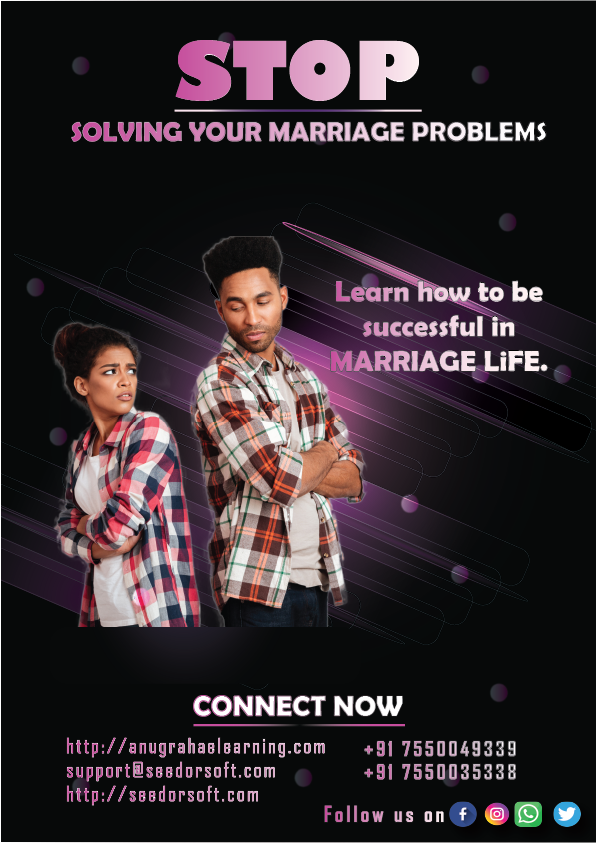 STOP
SOLVING YOUR MARRIAGE PROBLEMS
Learn how to be
successful in
MARRIAGE LiFE.
CONNECT NOW
http://anugrahaelearning.com
support@seedorsoft.com
http://seedorsoft.com
+91 7550049339
+91 7550035338
Follow us on